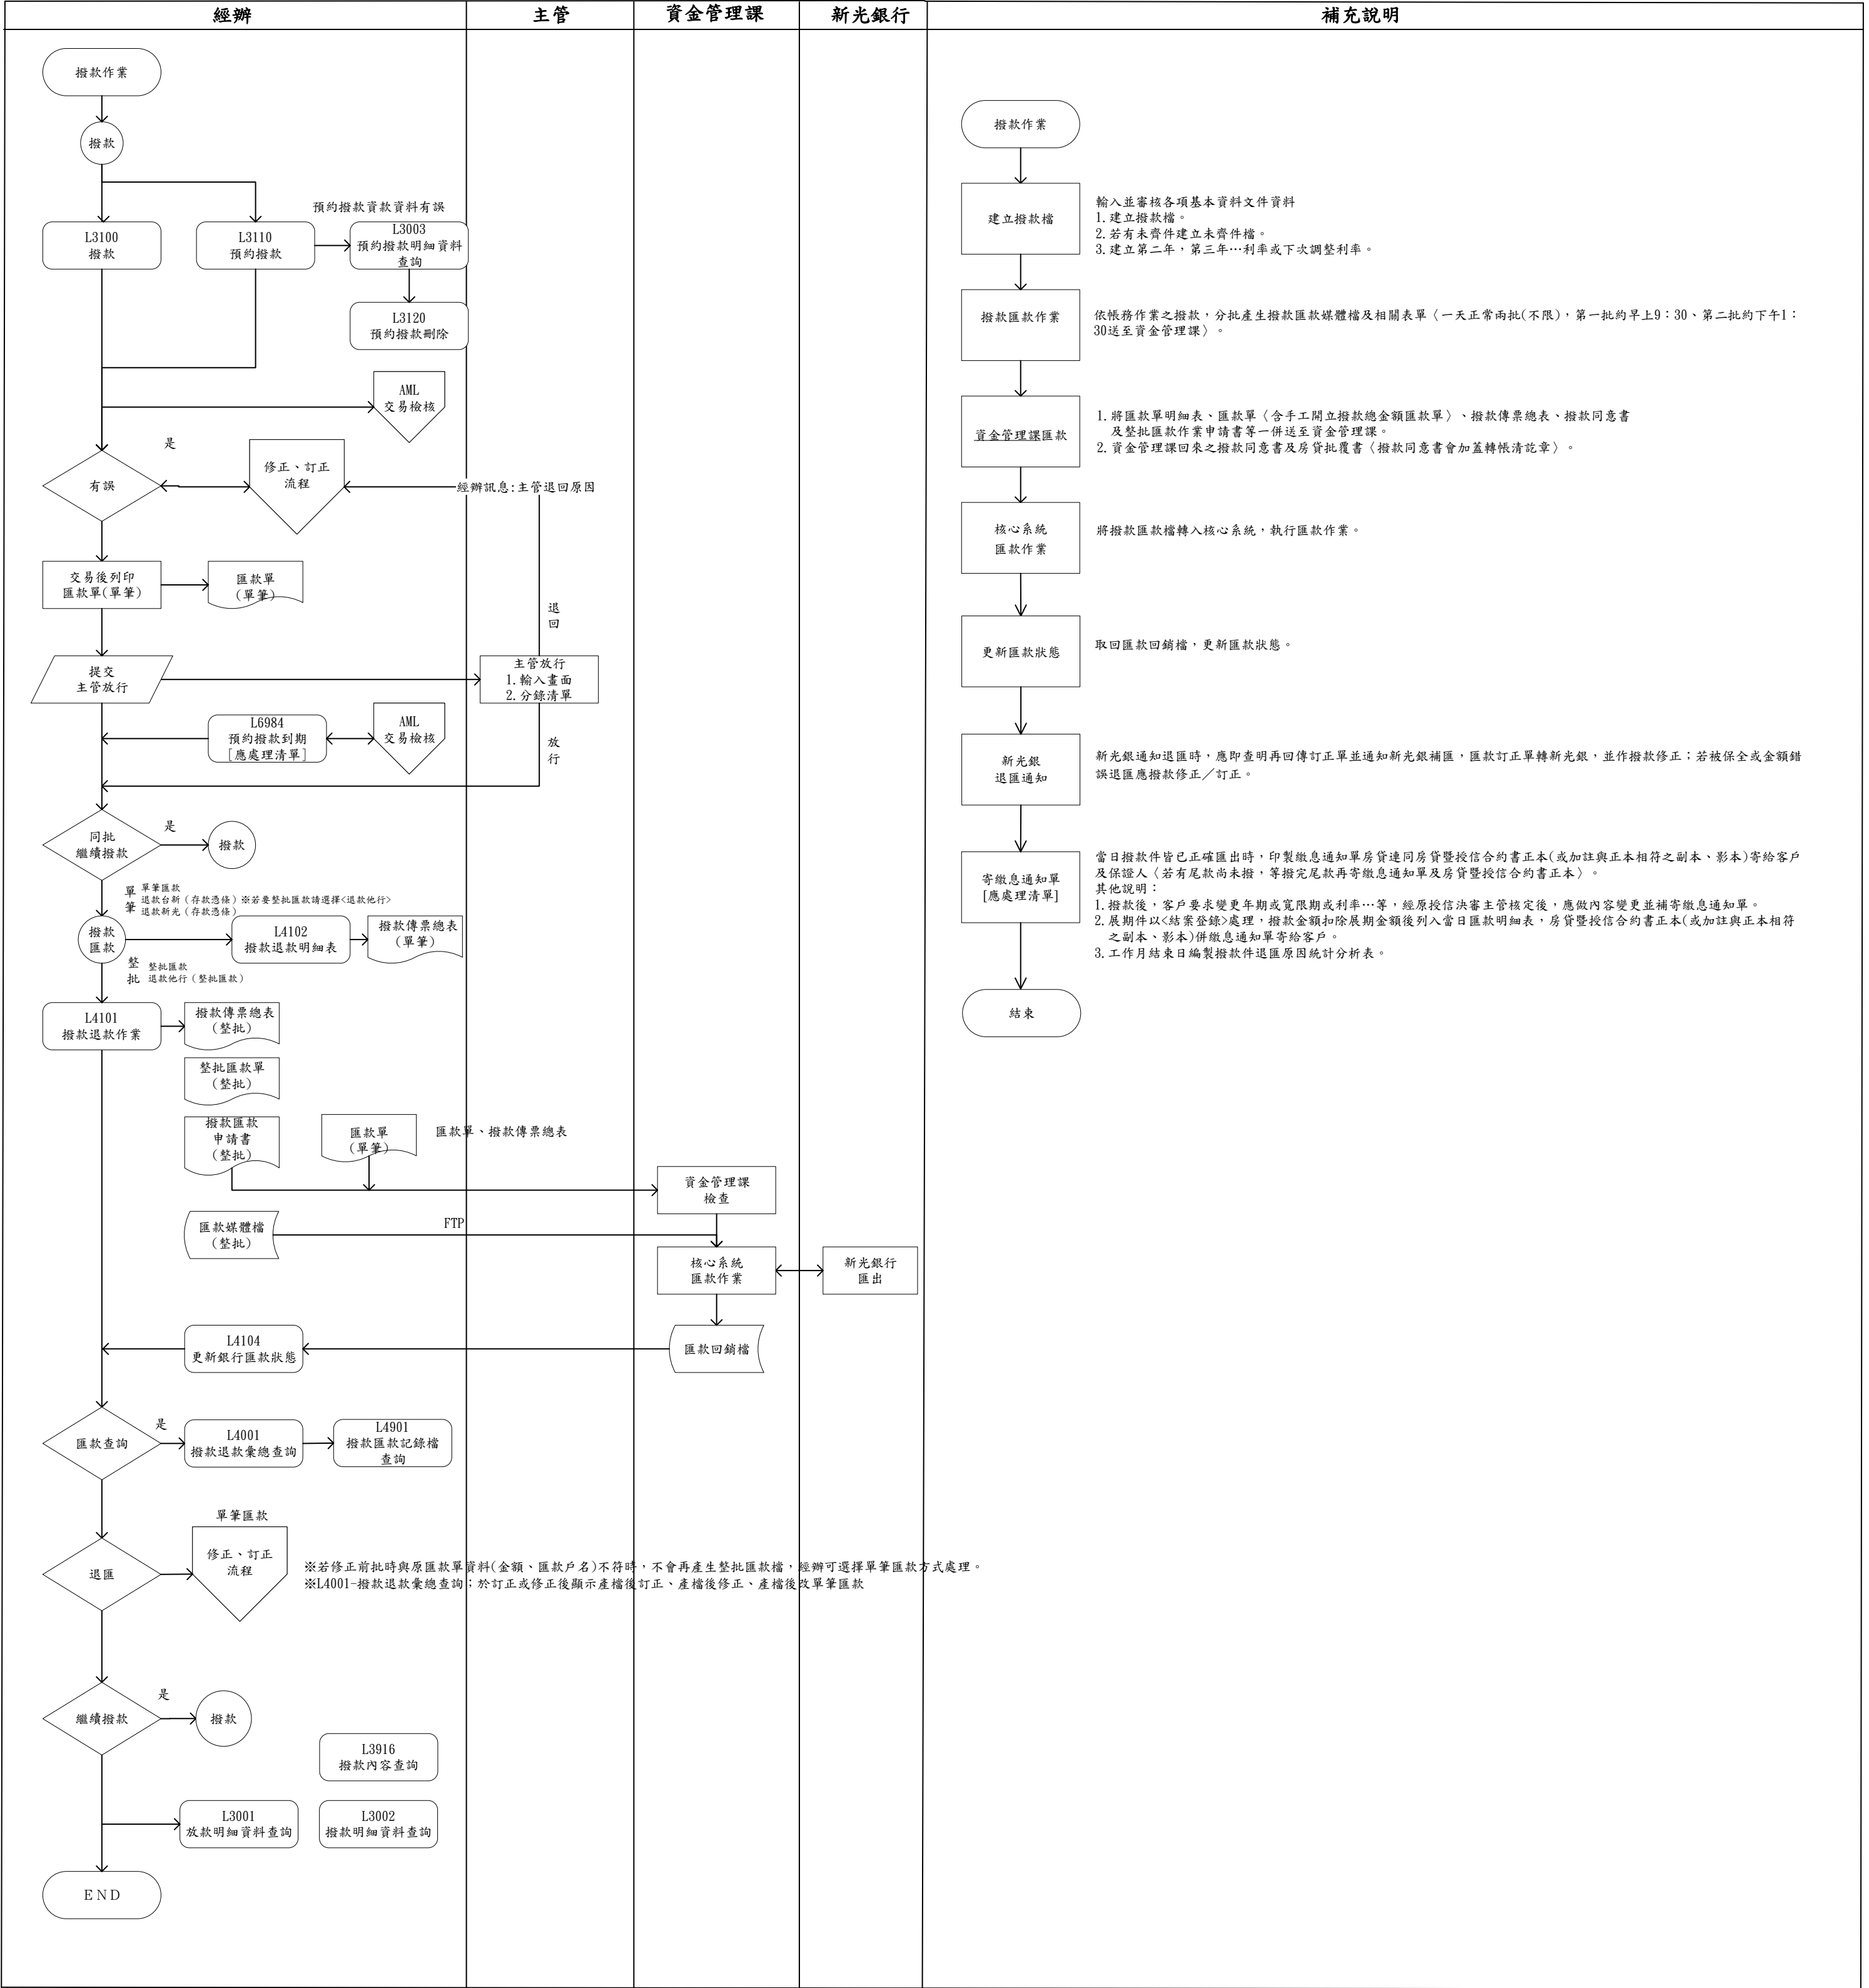 經辦
主管
資金管理課
新光銀行
補充說明
撥款作業
撥款
L3100
撥款
L3110
預約撥款
預約撥款資款資料有誤
L3003
預約撥款明細資料
查詢
L3120
預約撥款刪除
AML
交易檢核
是
有誤
修正、訂正
流程
經辦訊息:主管退回原因
交易後列印
匯款單(單筆)
匯款單
(單筆)
退
回
提交
主管放行
主管放行
1.輸入畫面
2.分錄清單
L6984
預約撥款到期
[應處理清單]
AML
交易檢核
放
行
同批
繼續撥款
是
撥款
單
筆
單筆匯款
退款台新（存款憑條）※若要整批匯款請選擇<退款他行>
退款新光（存款憑條）
撥款
匯款
L4102
撥款退款明細表
撥款傳票總表
(單筆)
整
批
整批匯款
退款他行（整批匯款）
L4101
撥款退款作業
撥款傳票總表
(整批)
整批匯款單
(整批)
撥款匯款
申請書
(整批)
匯款單
(單筆)
匯款單、撥款傳票總表
資金管理課
檢查
匯款媒體檔
(整批)
FTP
核心系統
匯款作業
新光銀行
匯出
L4104
更新銀行匯款狀態
匯款回銷檔
匯款查詢
是
L4001
撥款退款彙總查詢
L4901
撥款匯款記錄檔
查詢
單筆匯款
退匯
修正、訂正
流程
※若修正前批時與原匯款單資料(金額、匯款戶名)不符時，不會再產生整批匯款檔，經辦可選擇單筆匯款方式處理。
※L4001-撥款退款彙總查詢；於訂正或修正後顯示產檔後訂正、產檔後修正、產檔後改單筆匯款
繼續撥款
是
撥款
L3916
撥款內容查詢
L3001
放款明細資料查詢
L3002
撥款明細資料查詢
ＥＮＤ
撥款作業
建立撥款檔
輸入並審核各項基本資料文件資料
1.建立撥款檔。
2.若有未齊件建立未齊件檔。
3.建立第二年，第三年…利率或下次調整利率。
撥款匯款作業
依帳務作業之撥款，分批產生撥款匯款媒體檔及相關表單〈一天正常兩批(不限)，第一批約早上9：30、第二批約下午1：
30送至資金管理課〉。
資金管理課匯款
1.將匯款單明細表、匯款單〈含手工開立撥款總金額匯款單〉、撥款傳票總表、撥款同意書
及整批匯款作業申請書等一併送至資金管理課。
2.資金管理課回來之撥款同意書及房貸批覆書〈撥款同意書會加蓋轉帳清訖章〉。
核心系統
匯款作業
將撥款匯款檔轉入核心系統，執行匯款作業。
更新匯款狀態
取回匯款回銷檔，更新匯款狀態。
新光銀
退匯通知
新光銀通知退匯時，應即查明再回傳訂正單並通知新光銀補匯，匯款訂正單轉新光銀，並作撥款修正；若被保全或金額錯
誤退匯應撥款修正／訂正。
寄繳息通知單
[應處理清單]
當日撥款件皆已正確匯出時，印製繳息通知單房貸連同房貸暨授信合約書正本(或加註與正本相符之副本、影本)寄給客戶
及保證人〈若有尾款尚未撥，等撥完尾款再寄繳息通知單及房貸暨授信合約書正本〉。
其他說明：
1.撥款後，客戶要求變更年期或寬限期或利率…等，經原授信決審主管核定後，應做內容變更並補寄繳息通知單。
2.展期件以<結案登錄>處理，撥款金額扣除展期金額後列入當日匯款明細表，房貸暨授信合約書正本(或加註與正本相符
之副本、影本)併繳息通知單寄給客戶。
3.工作月結束日編製撥款件退匯原因統計分析表。
結束